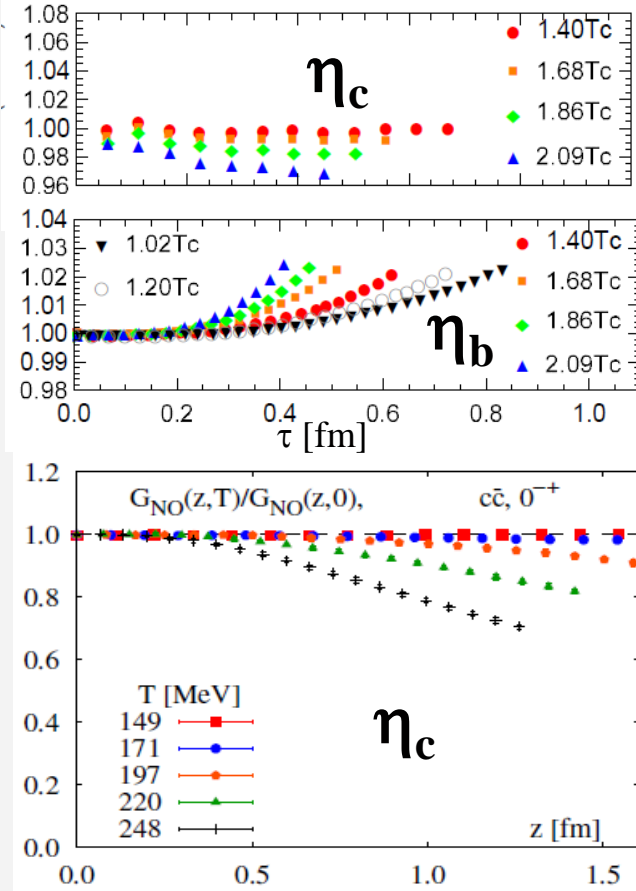 1.08
1.06
1.04
1.02
1.00
0.98
0.96
ηc
1.40Tc
1.68Tc
1.86Tc
2.09Tc
1.04
1.03
1.02
1.01
1.00
0.99
0.98
1.02Tc
1.20Tc
1.40Tc
1.68Tc
1.86Tc
2.09Tc
ηb
0.0 0.2 0.4 0.6 0.8 1.0
τ [fm]
1.2
1.0
0.8
0.6
0.4
0.2
0.0
G_NO(z,T)/G_NO(z,0), cc̄, 0⁻⁺
T [MeV]
149
171
197
220
248
ηc
z [fm]
0.0 0.5 1.0 1.5